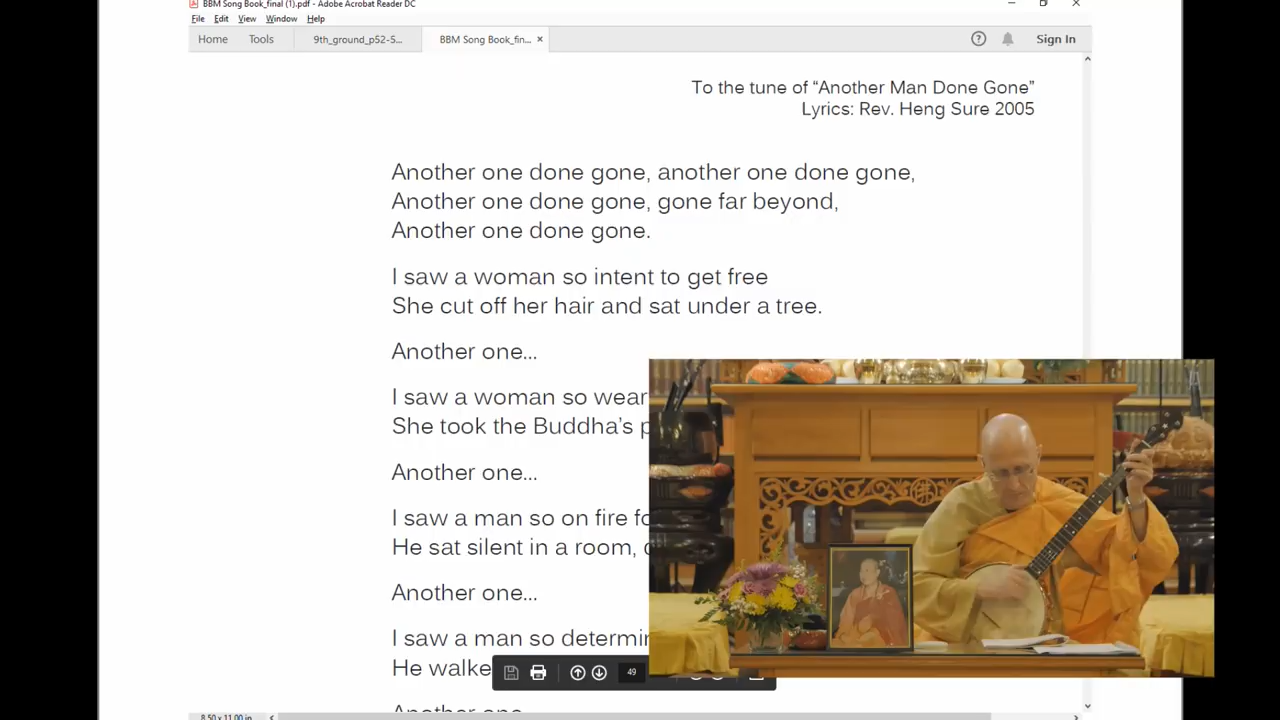 BBM Song Book_final (1).pdf - Adobe Acrobat Reader DC
File Edit View Window Help
Home Tools 9th_ground_p52-5... BBM Song Book_fin... × Sign In
To the tune of “Another Man Done Gone”
Lyrics: Rev. Heng Sure 2005
Another one done gone, another one done gone,
Another one done gone, gone far beyond,
Another one done gone.
I saw a woman so intent to get free
She cut off her hair and sat under a tree.
Another one...
I saw a woman so wear
She took the Buddha’s p
Another one...
I saw a man so on fire fo
He sat silent in a room,
Another one...
I saw a man so determin
He walke
49
Another one
8.50 x 11.00 in